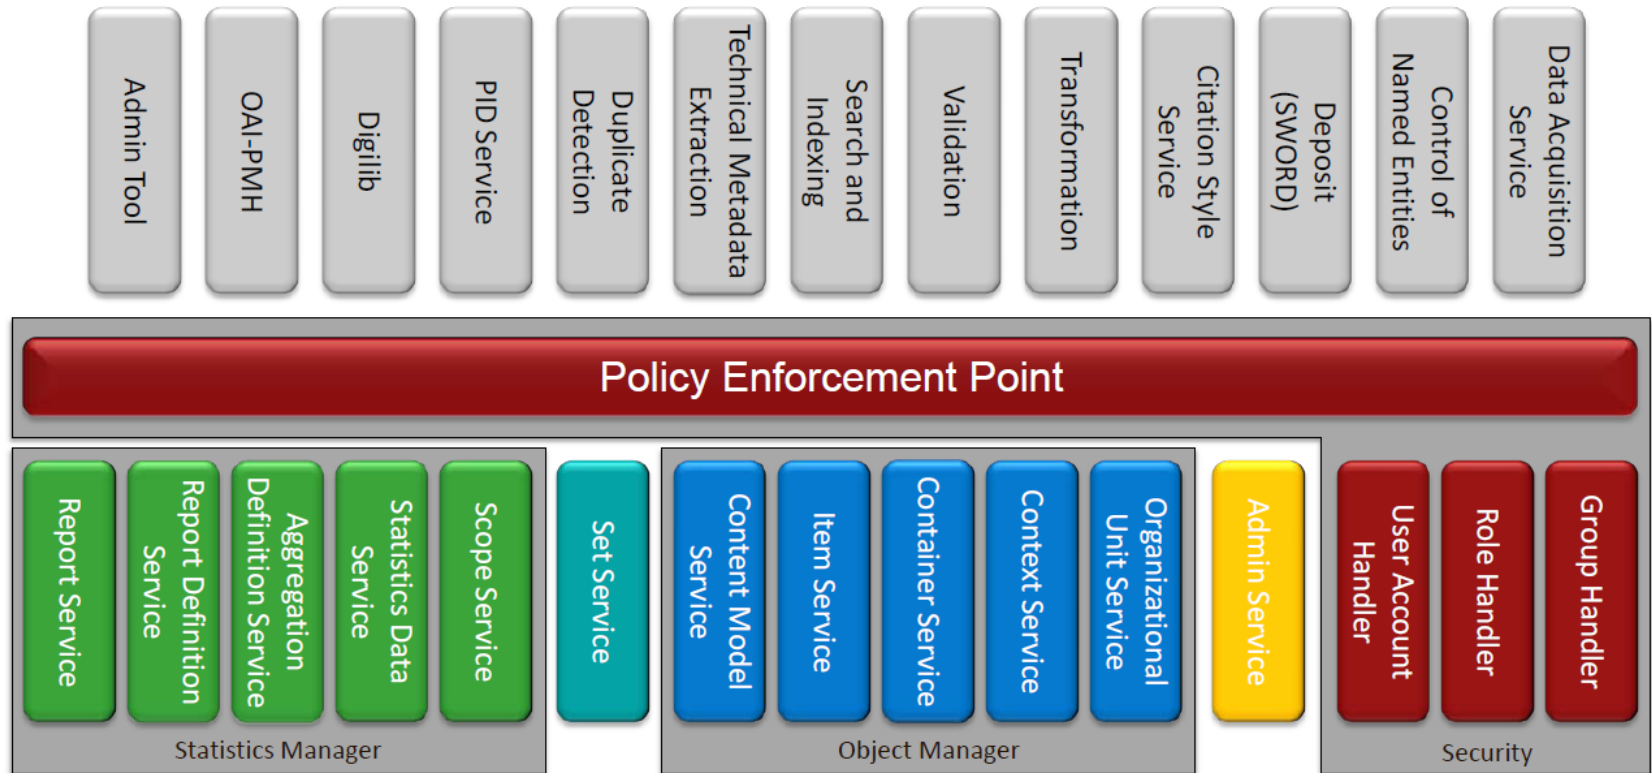 Admin Tool
OAI-PMH
Digilib
PID Service
Duplicate
Detection
Technical Metadata
Extraction
Search and
Indexing
Validation
Transformation
Citation Style
Service
Deposit
(SWORD)
Control of
Named Entities
Data Acquisition
Service
Policy Enforcement Point
Report Service
Report Definition
Service
Aggregation
Definition Service
Statistics Data
Service
Scope Service
Statistics Manager
Set Service
Content Model
Service
Item Service
Container Service
Context Service
Organizational
Unit Service
Object Manager
Admin Service
User Account
Handler
Role Handler
Group Handler
Security